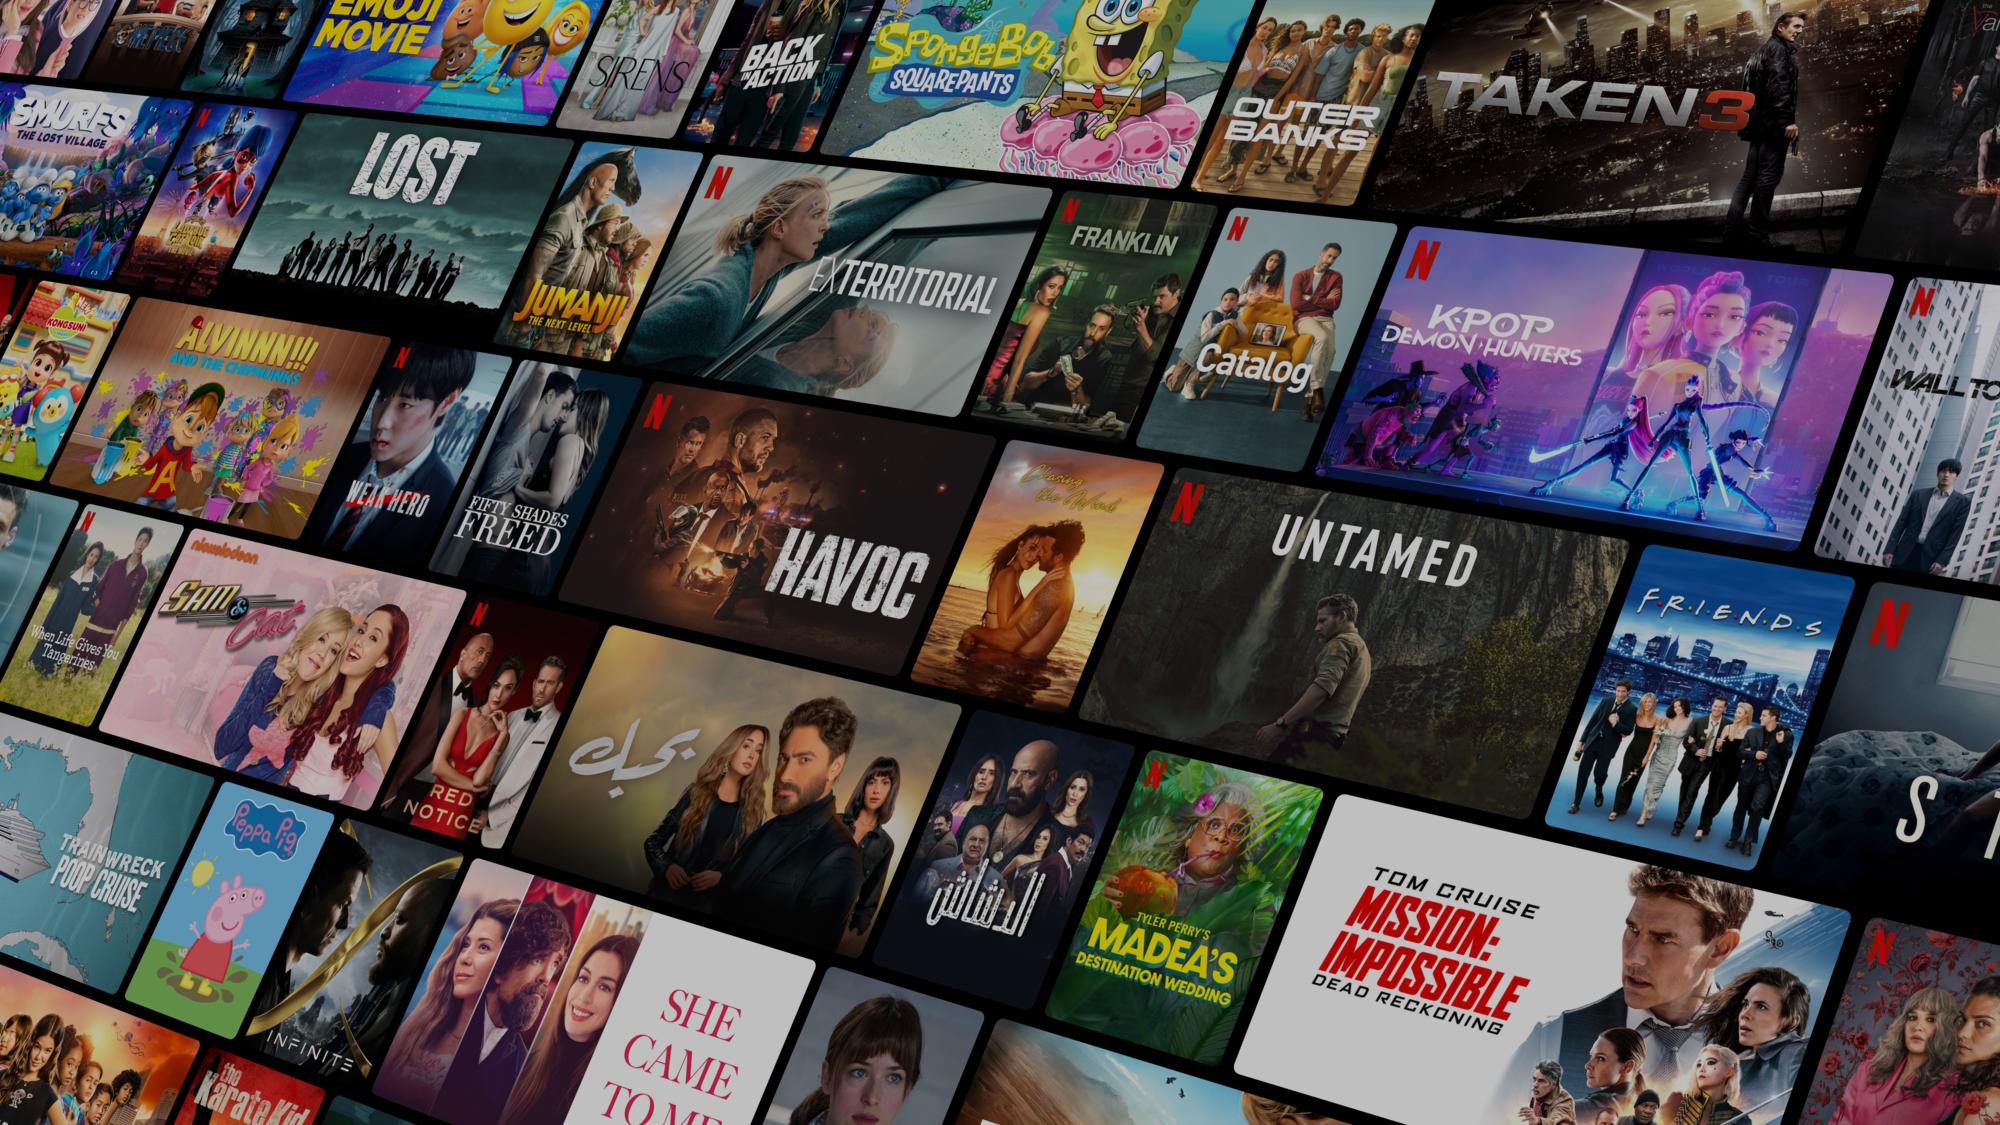 EMOJI
MOVIE
SIRENS
BACK
IN ACTION
SpongeBob
SQUAREPANTS
OUTER
BANKS
TAKEN 3
SMURFS
THE LOST VILLAGE
LOST
JUMANJI
THE NEXT LEVEL
N
EXTERRITORIAL
N
FRANKLIN
N
Catalog
N
K-POP
DEMON HUNTERS
WORLD TOUR
N
WALL TO
KONGSUNI
ALVINNN!!!
AND THE CHIPMUNKS
N
WEAK HERO
FIFTY SHADES
FREED
N
HAVOC
Chasing
the Wind
N
UNTAMED
F·R·I·E·N·D·S
N
S
N
When Life Gives You
Tangerines
nickelodeon
SAM
& Cat
N
RED
NOTICE
بحبك
الدشاش
N
TYLER PERRY'S
MADEA'S
DESTINATION WEDDING
TOM CRUISE
MISSION:
IMPOSSIBLE
DEAD RECKONING
N
TRAINWRECK
POOP CRUISE
Peppa Pig
INFINITE
SHE
CAME
TO ME
the
Karate Kid